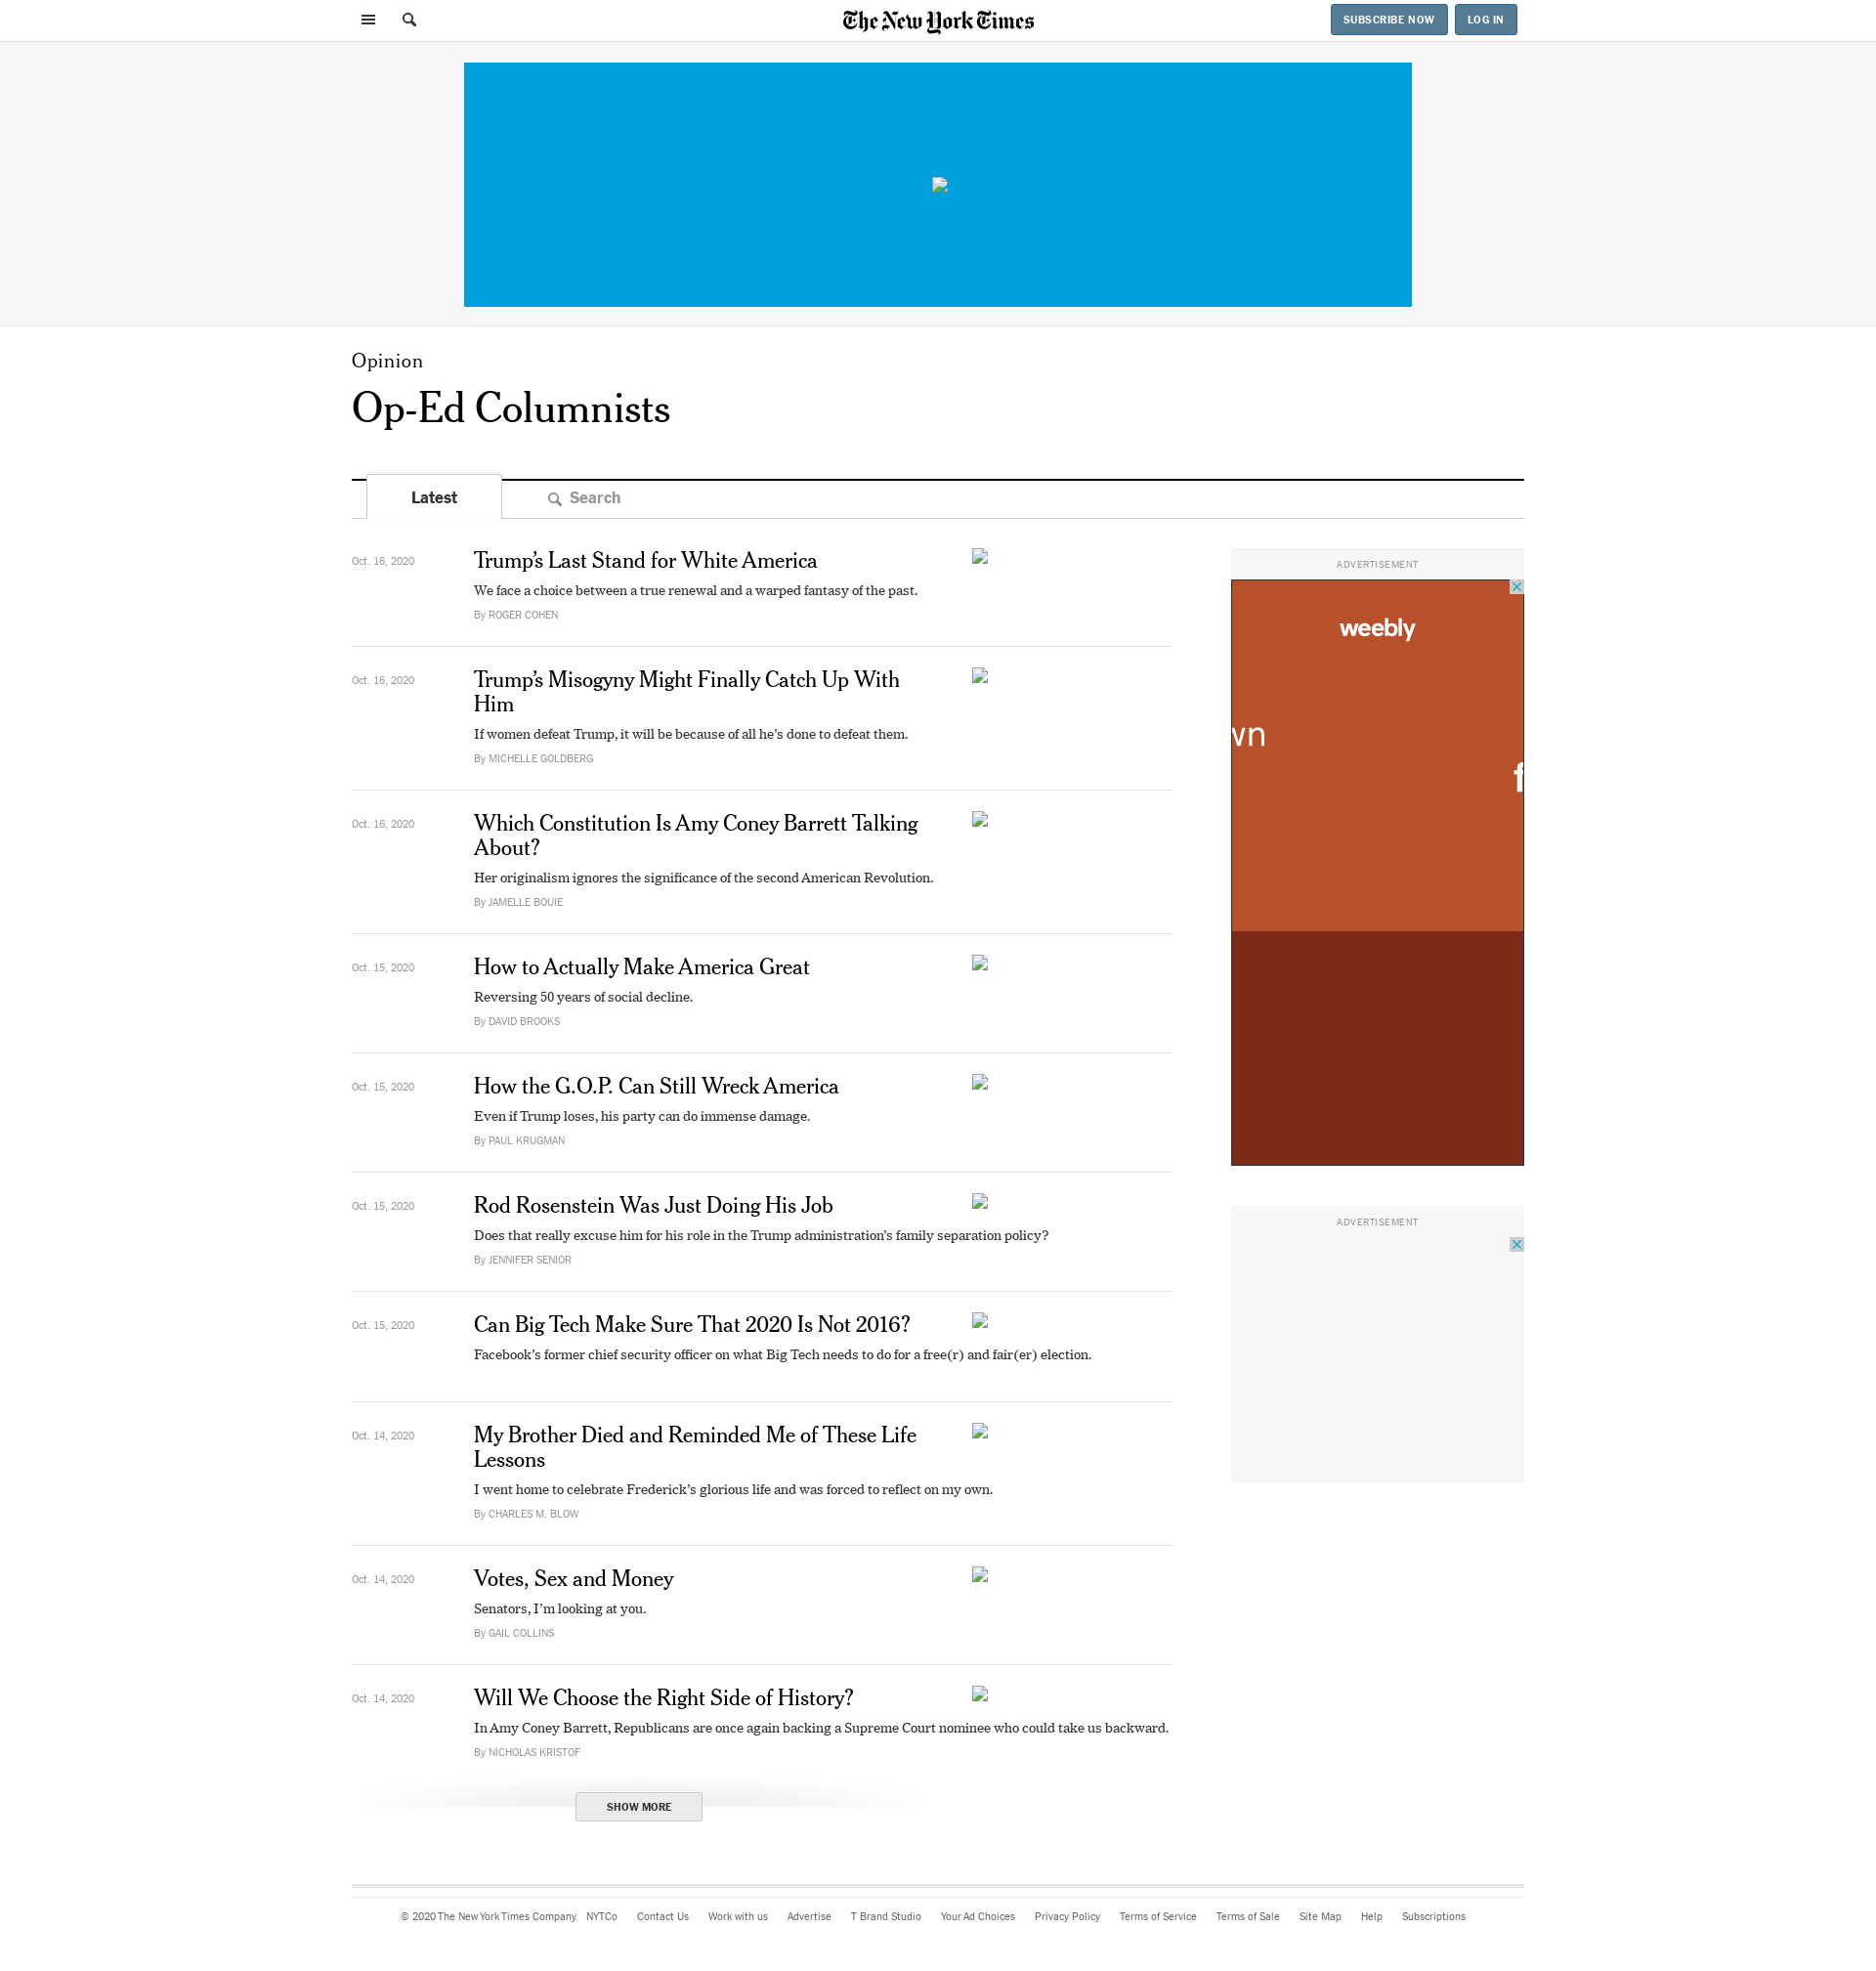 The New York Times
SUBSCRIBE NOW
LOG IN
Opinion
Op-Ed Columnists
Latest
Search
Oct. 16, 2020
Trump’s Last Stand for White America
We face a choice between a true renewal and a warped fantasy of the past.
By ROGER COHEN
Oct. 16, 2020
Trump’s Misogyny Might Finally Catch Up With
Him
If women defeat Trump, it will be because of all he’s done to defeat them.
By MICHELLE GOLDBERG
Oct. 16, 2020
Which Constitution Is Amy Coney Barrett Talking
About?
Her originalism ignores the significance of the second American Revolution.
By JAMELLE BOUIE
Oct. 15, 2020
How to Actually Make America Great
Reversing 50 years of social decline.
By DAVID BROOKS
Oct. 15, 2020
How the G.O.P. Can Still Wreck America
Even if Trump loses, his party can do immense damage.
By PAUL KRUGMAN
Oct. 15, 2020
Rod Rosenstein Was Just Doing His Job
Does that really excuse him for his role in the Trump administration’s family separation policy?
By JENNIFER SENIOR
Oct. 15, 2020
Can Big Tech Make Sure That 2020 Is Not 2016?
Facebook’s former chief security officer on what Big Tech needs to do for a free(r) and fair(er) election.
Oct. 14, 2020
My Brother Died and Reminded Me of These Life
Lessons
I went home to celebrate Frederick’s glorious life and was forced to reflect on my own.
By CHARLES M. BLOW
Oct. 14, 2020
Votes, Sex and Money
Senators, I’m looking at you.
By GAIL COLLINS
Oct. 14, 2020
Will We Choose the Right Side of History?
In Amy Coney Barrett, Republicans are once again backing a Supreme Court nominee who could take us backward.
By NICHOLAS KRISTOF
SHOW MORE
ADVERTISEMENT
weebly
wn
f
ADVERTISEMENT
© 2020 The New York Times Company NYTCo Contact Us Work with us Advertise T Brand Studio Your Ad Choices Privacy Policy Terms of Service Terms of Sale Site Map Help Subscriptions